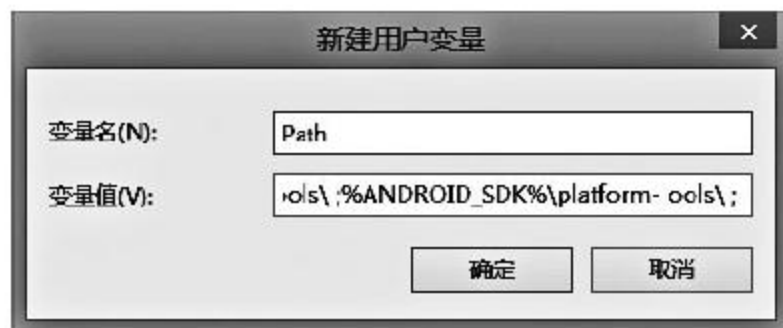 新建用户变量
变量名(N):
Path
变量值(V):
ols\ ;%ANDROID_SDK%\platform- ools\ ;
确定
取消